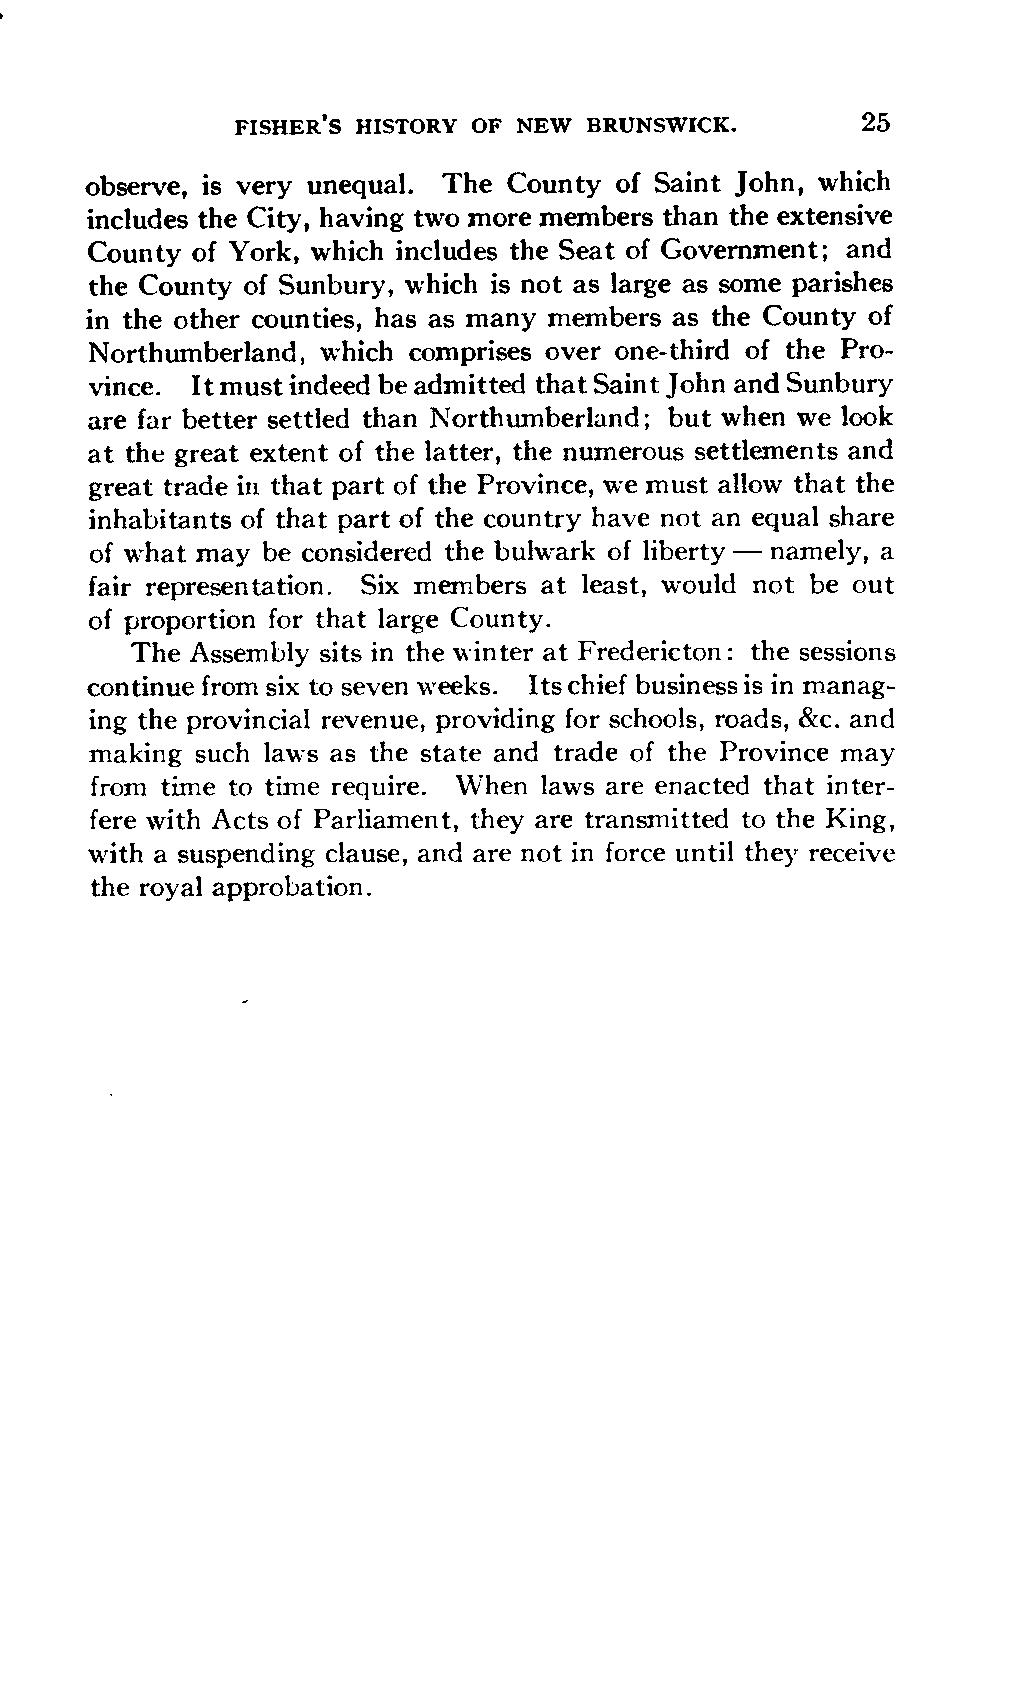 FISHER'S HISTORY OF NEW BRUNSWICK. 25
observe, is very unequal. The County of Saint John, which
includes the City, having two more members than the extensive
County of York, which includes the Seat of Government; and
the County of Sunbury, which is not as large as some parishes
in the other counties, has as many members as the County of
Northumberland, which comprises over one-third of the Pro-
vince. It must indeed be admitted that Saint John and Sunbury
are far better settled than Northumberland; but when we look
at the great extent of the latter, the numerous settlements and
great trade in that part of the Province, we must allow that the
inhabitants of that part of the country have not an equal share
of what may be considered the bulwark of liberty — namely, a
fair representation. Six members at least, would not be out
of proportion for that large County.
The Assembly sits in the winter at Fredericton: the sessions
continue from six to seven weeks. Its chief business is in manag-
ing the provincial revenue, providing for schools, roads, &c. and
making such laws as the state and trade of the Province may
from time to time require. When laws are enacted that inter-
fere with Acts of Parliament, they are transmitted to the King,
with a suspending clause, and are not in force until they receive
the royal approbation.